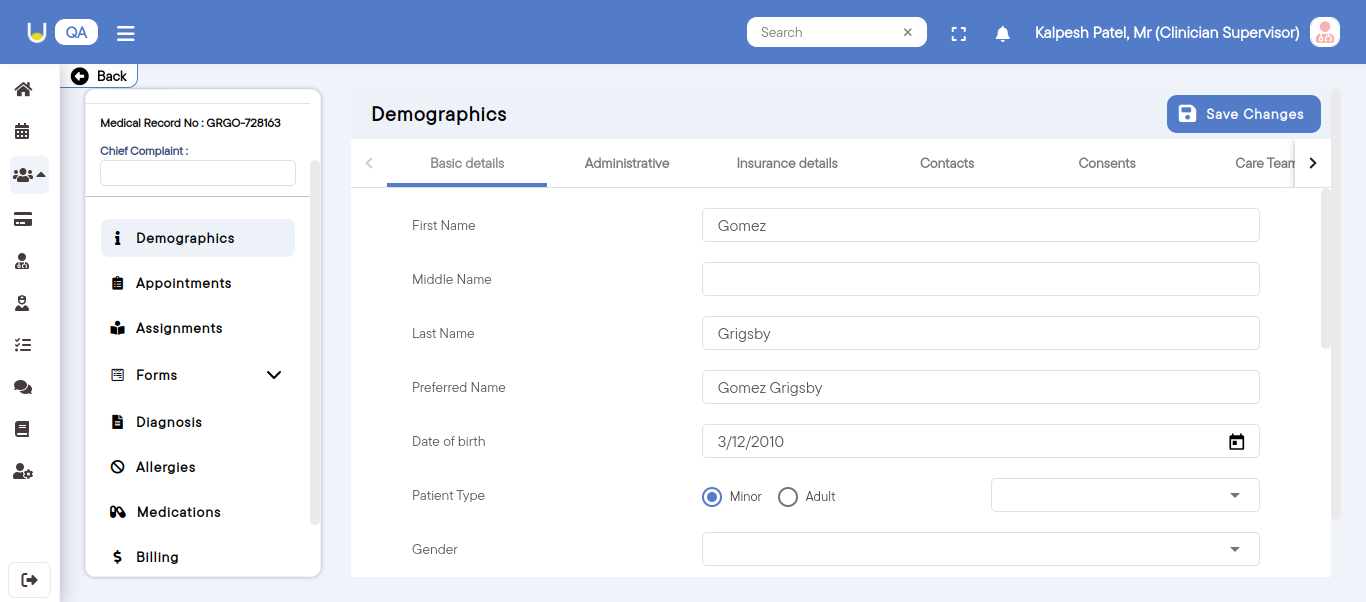 QA
Search
Kalpesh Patel, Mr (Clinician Supervisor)
Back
Medical Record No : GRGO-728163
Chief Complaint :
Demographics
Appointments
Assignments
Forms
Diagnosis
Allergies
Medications
Billing
Demographics
Save Changes
Basic details
Administrative
Insurance details
Contacts
Consents
Care Team
First Name
Gomez
Middle Name
Last Name
Grigsby
Preferred Name
Gomez Grigsby
Date of birth
3/12/2010
Patient Type
Minor
Adult
Gender